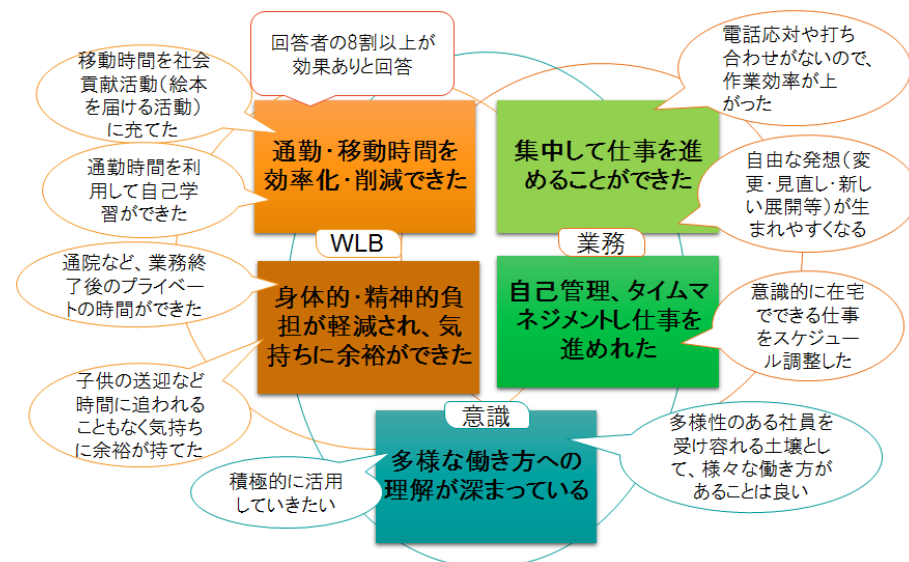 回答者の8割以上が
効果ありと回答
移動時間を社会
貢献活動(絵本
を届ける活動)
に充てた
通勤時間を利
用して自己学
習ができた
通勤・移動時間を
効率化・削減できた
WLB
通院など、業務終
了後のプライベー
トの時間ができた
身体的・精神的負
担が軽減され、気
持ちに余裕ができた
子供の送迎など
時間に追われる
こともなく気持ち
に余裕が持てた
電話応対や打ち
合わせがないので、
作業効率が上
がった
集中して仕事を進
めることができた
自由な発想(変
更・見直し・新し
い展開等)が生
まれやすくなる
業務
自己管理、タイムマ
ネジメントし仕事を
進めれた
意識的に在宅
でできる仕事
をスケジュー
ル調整した
意識
多様な働き方への
理解が深まっている
積極的に活用
していきたい
多様性のある社員を
受け容れる土壌とし
て、様々な働き方が
あることは良い